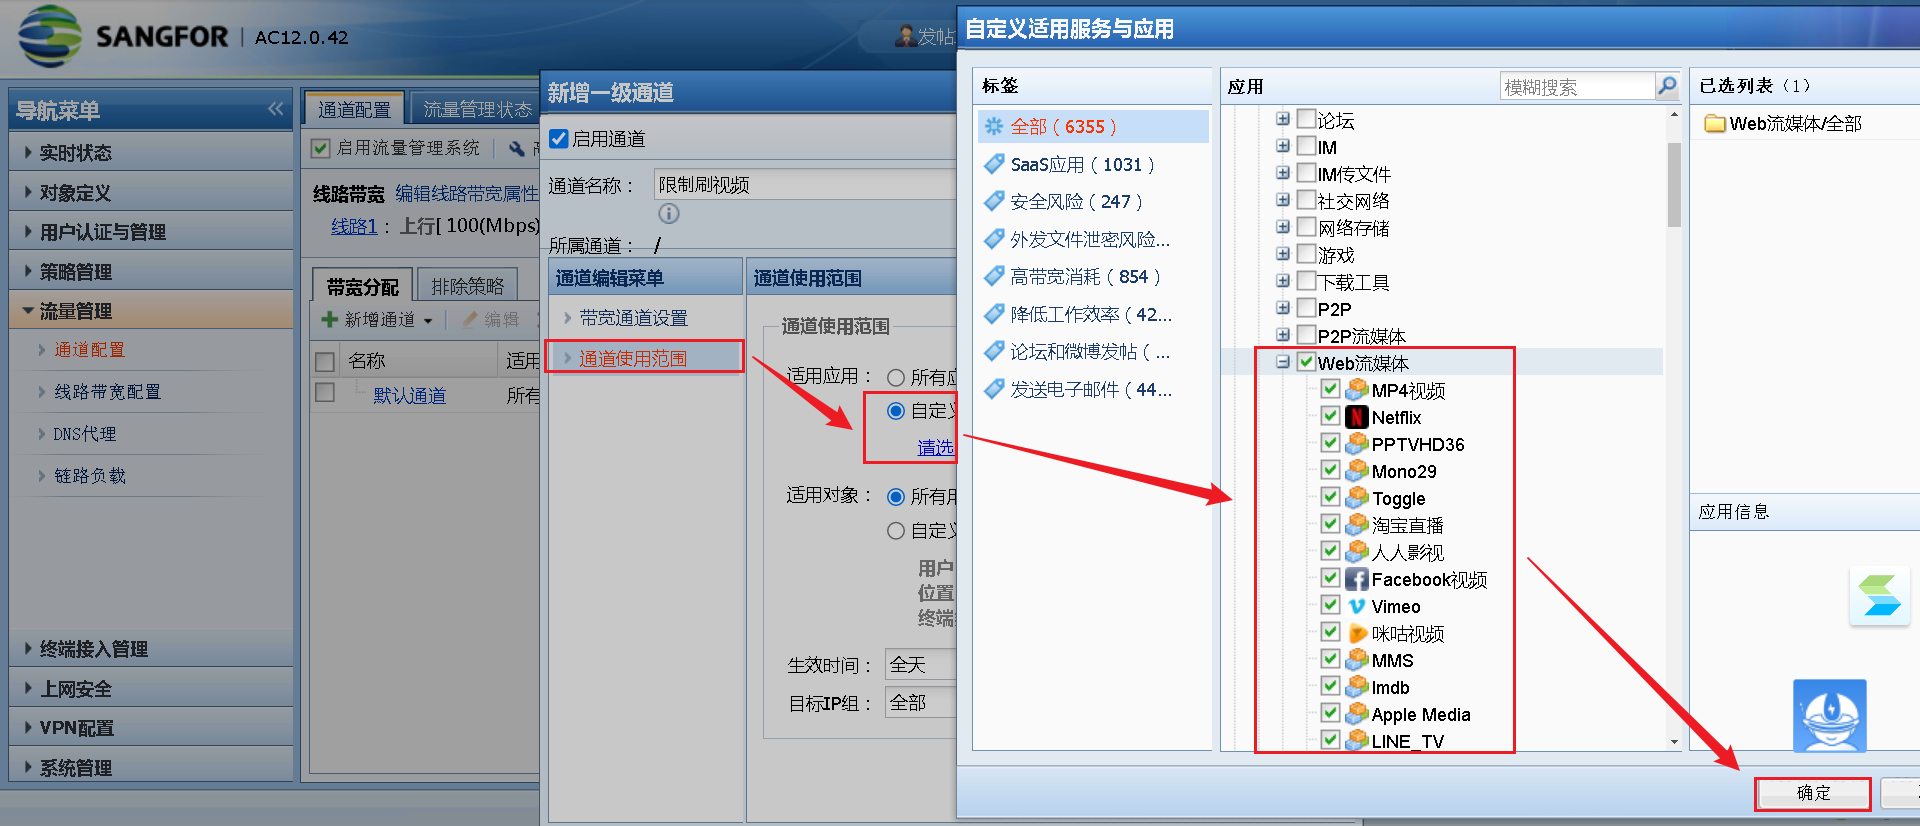 SANGFOR | AC12.0.42
发帖
导航菜单
实时状态
对象定义
用户认证与管理
策略管理
流量管理
通道配置
线路带宽配置
DNS代理
链路负载
终端接入管理
上网安全
VPN配置
系统管理
通道配置
流量管理状态
启用流量管理系统
线路带宽 编辑线路带宽属性
线路1 : 上行[ 100(Mbps)
带宽分配
排除策略
新增通道
编辑
名称
适用
默认通道
所有
新增一级通道
启用通道
通道名称：
限制刷视频
所属通道： /
通道编辑菜单
带宽通道设置
通道使用范围
通道使用范围
通道使用范围
适用应用：
所有应
自定义
请选
适用对象：
所有用
自定义
用户
位置
终端
生效时间：
全天
目标IP组：
全部
自定义适用服务与应用
标签
全部（6355）
SaaS应用（1031）
安全风险（247）
外发文件泄密风险...
高带宽消耗（854）
降低工作效率（42...
论坛和微博发帖（...
发送电子邮件（44...
应用
模糊搜索
论坛
IM
IM传文件
社交网络
网络存储
游戏
下载工具
P2P
P2P流媒体
Web流媒体
MP4视频
Netflix
PPTVHD36
Mono29
Toggle
淘宝直播
人人影视
Facebook视频
Vimeo
咪咕视频
MMS
Imdb
Apple Media
LINE_TV
已选列表（1）
Web流媒体/全部
应用信息
确定